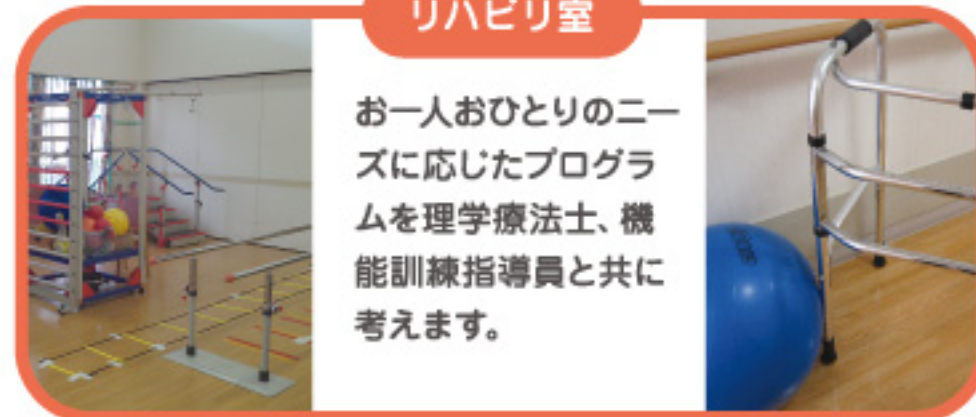 リハビリ室
お一人おひとりのニー
ズに応じたプログラ
ムを理学療法士、機
能訓練指導員と共に
考えます。